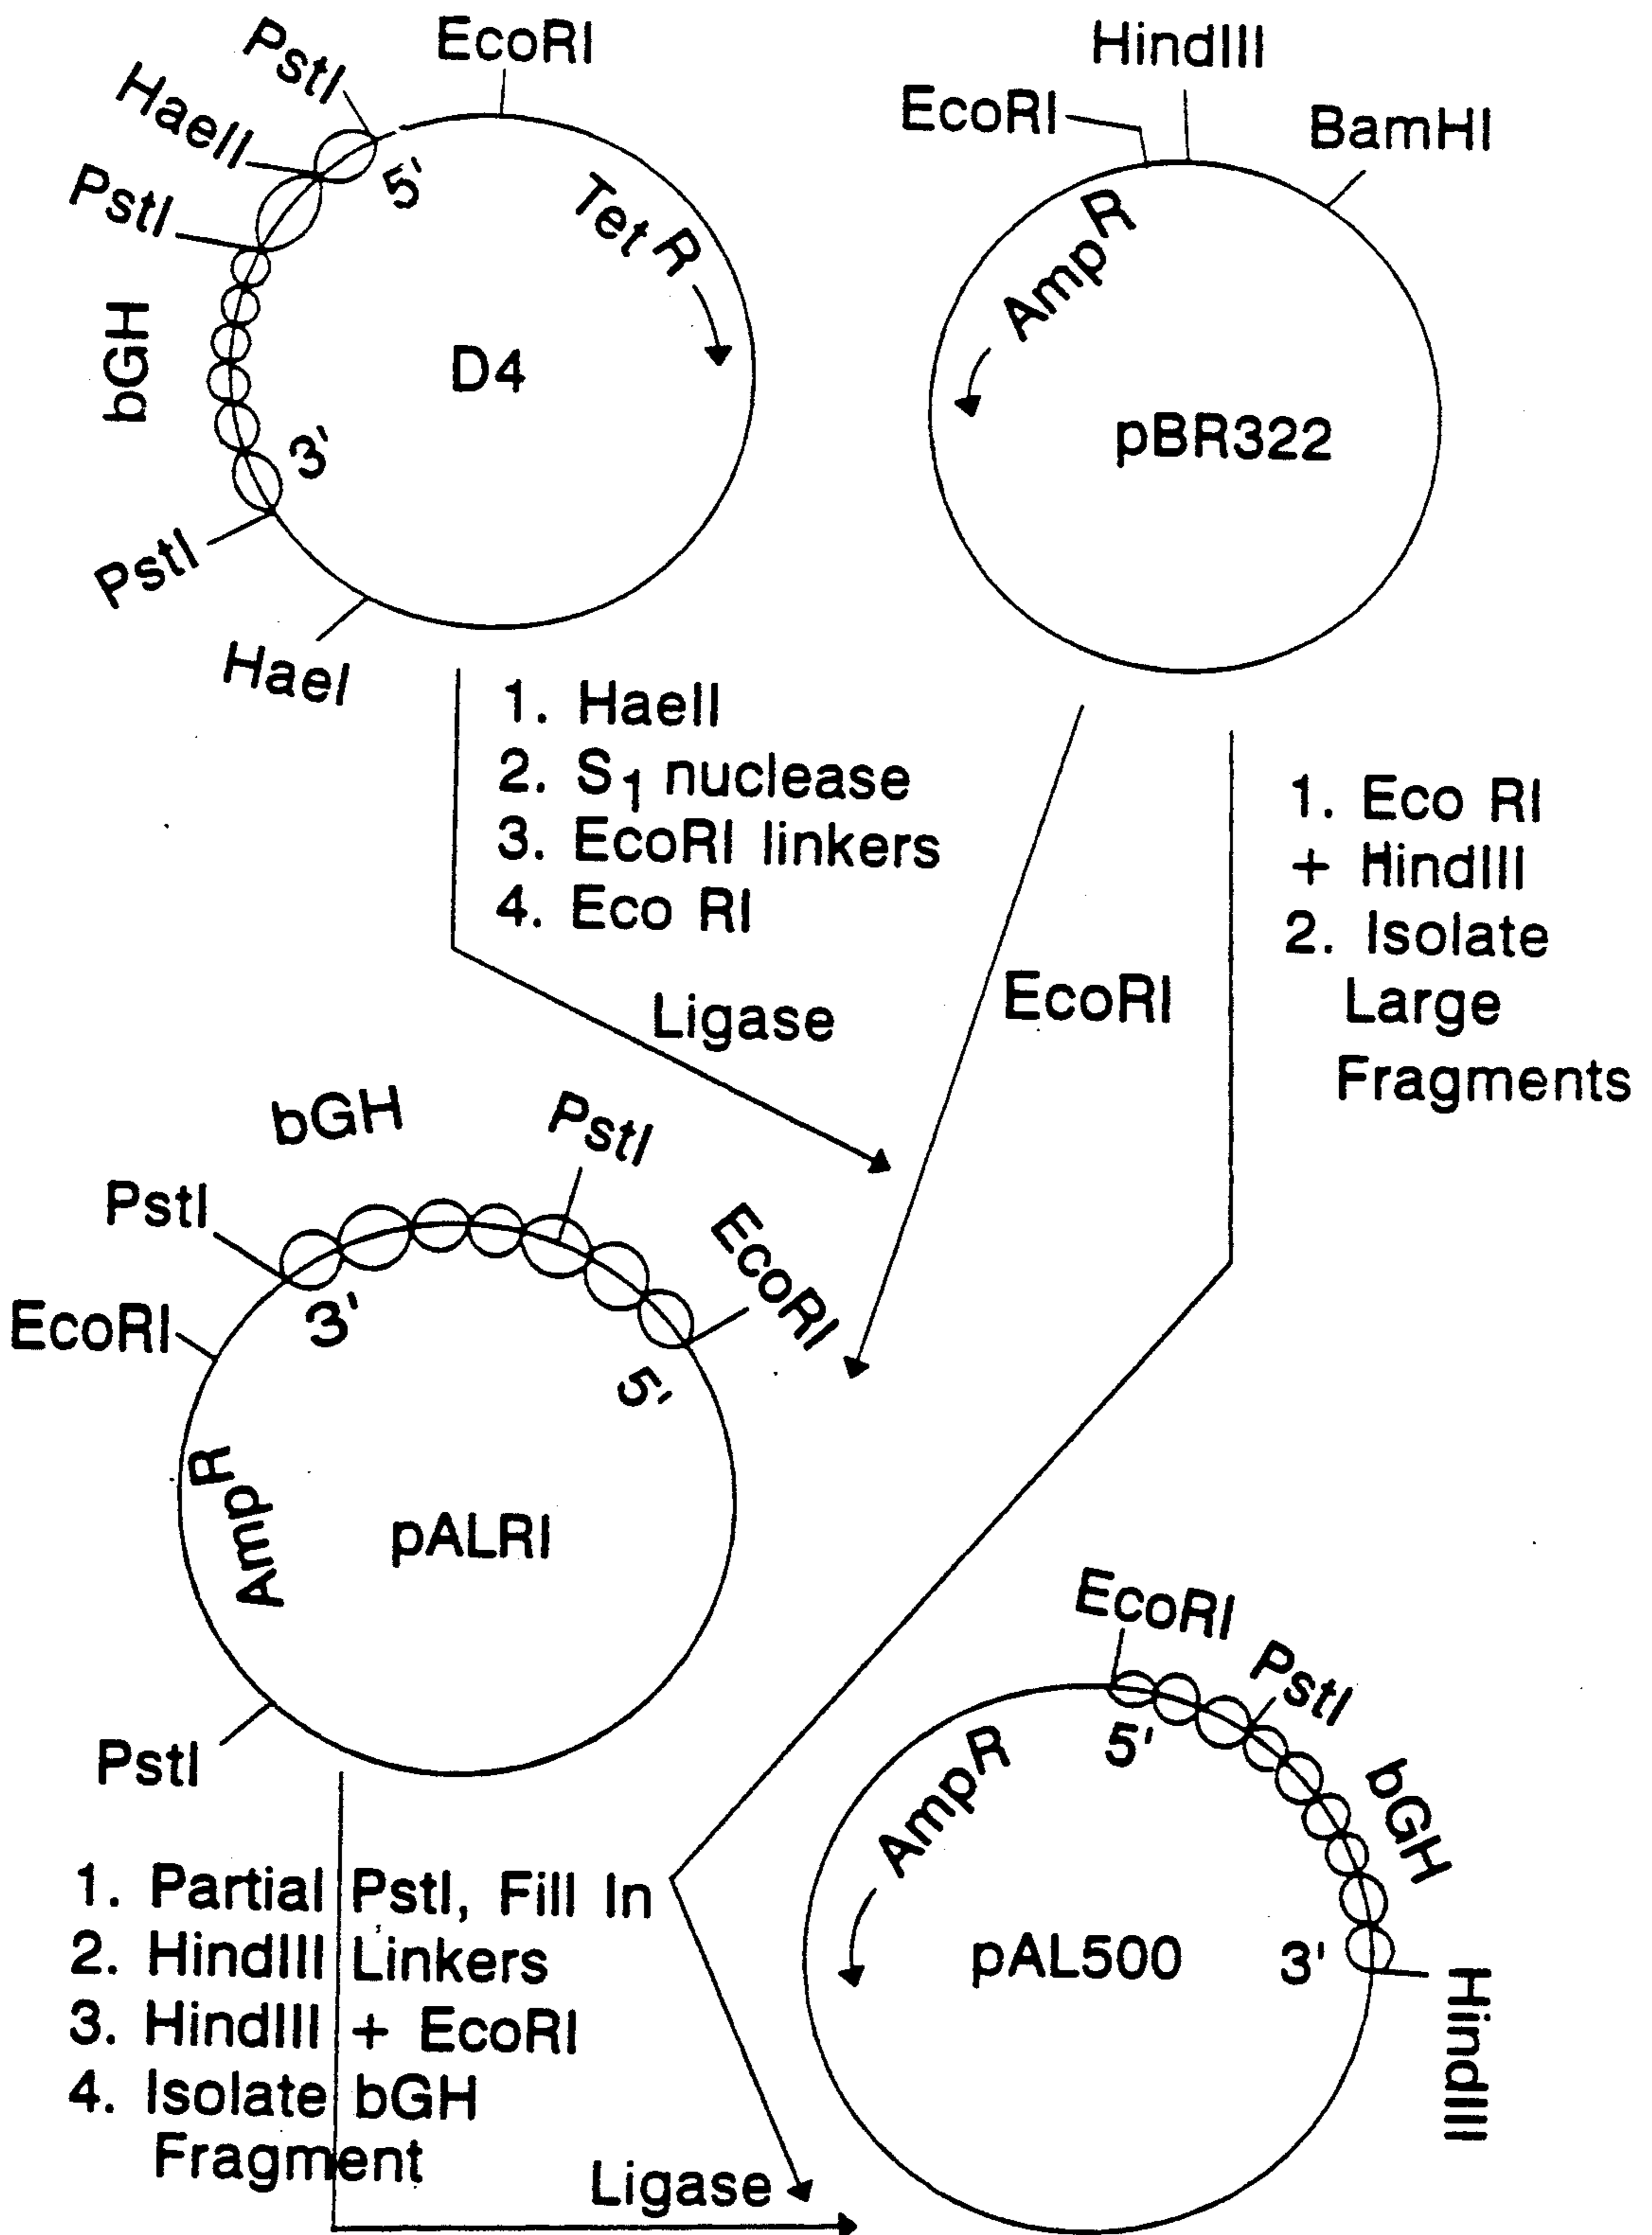 PstI
EcoRI
HaeII
PstI
5'
Tet R
bGH
D4
3'
PstI
HaeI
HindIII
EcoRI
BamHI
AmpR
pBR322
1. HaeII
2. S1 nuclease
3. EcoRI linkers
4. Eco RI
Ligase
EcoRI
1. Eco RI
+ HindIII
2. Isolate
Large
Fragments
bGH
PstI
PstI
EcoRI
EcoRI
3'
5'
AmpR
pALRI
PstI
1. Partial PstI, Fill In
2. HindIII Linkers
3. HindIII + EcoRI
4. Isolate bGH
Fragment
Ligase
EcoRI
PstI
5'
bGH
AmpR
pAL500
3'
HindIII